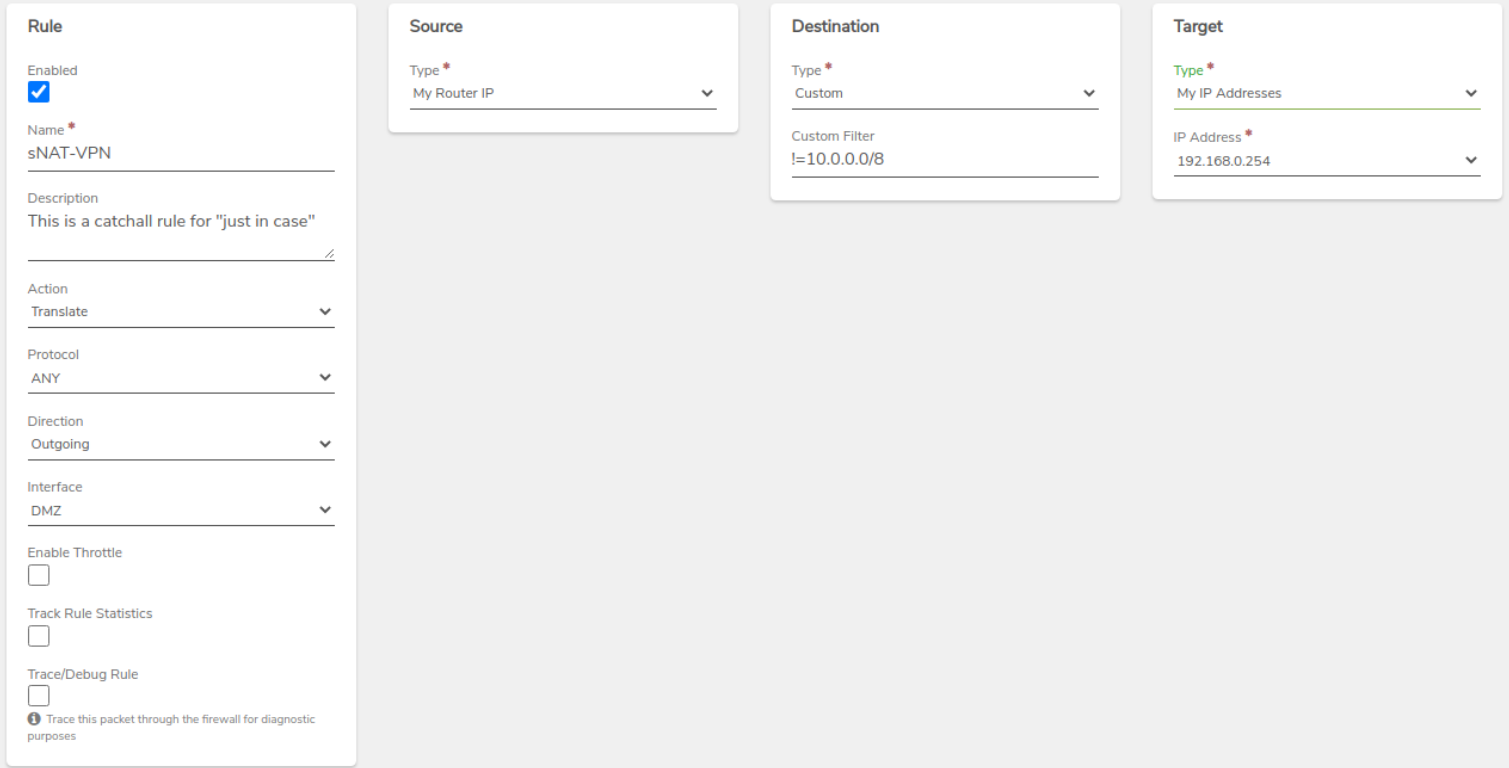 Rule
Enabled
Name *
sNAT-VPN
Description
This is a catchall rule for "just in case"
Action
Translate
Protocol
ANY
Direction
Outgoing
Interface
DMZ
Enable Throttle
Track Rule Statistics
Trace/Debug Rule
Trace this packet through the firewall for diagnostic
purposes
Source
Type *
My Router IP
Destination
Type *
Custom
Custom Filter
!=10.0.0.0/8
Target
Type *
My IP Addresses
IP Address *
192.168.0.254